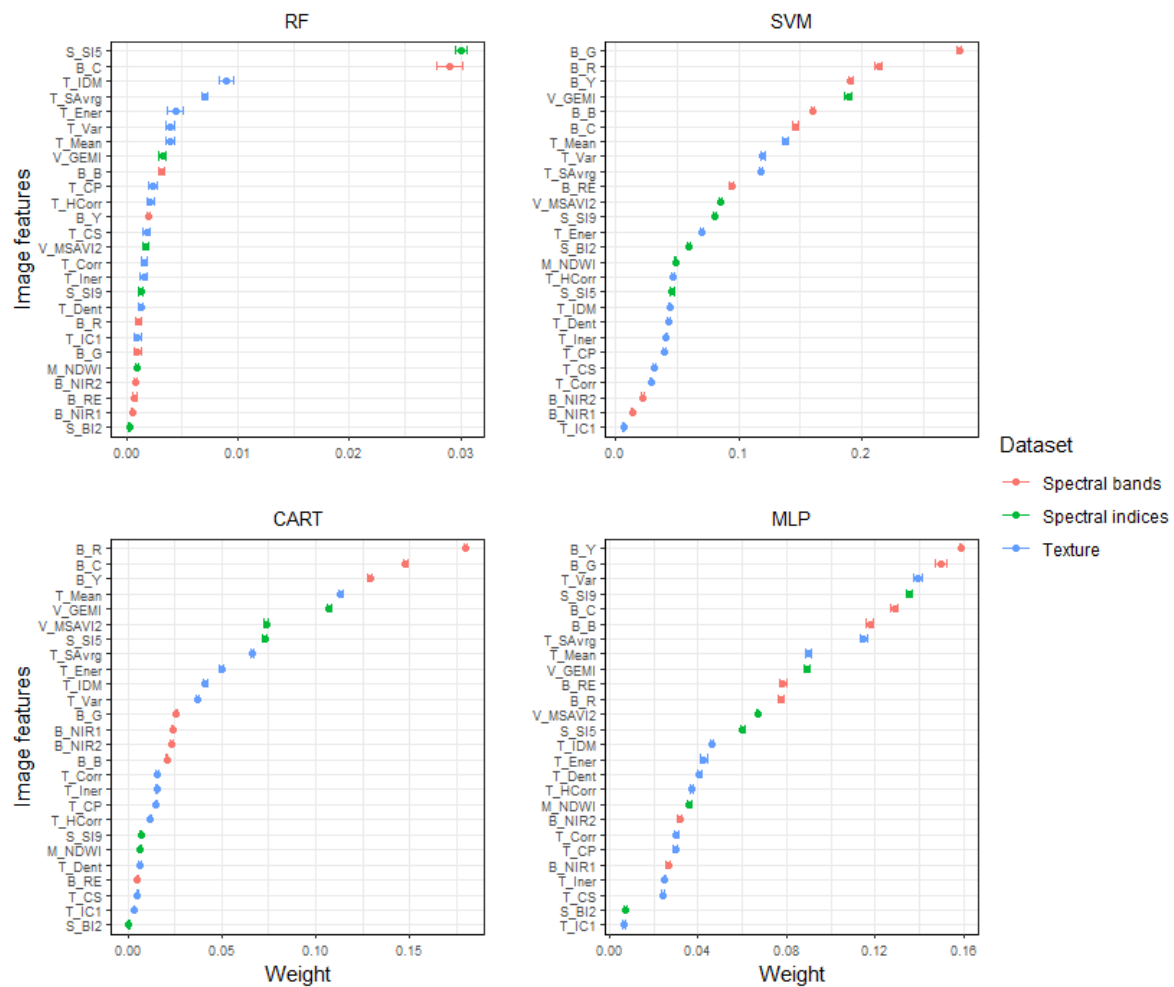 RF
S_SI5
B_C
T_IDM
T_SAvrg
T_Ener
T_Var
T_Mean
V_GEMI
B_B
T_CP
T_HCorr
B_Y
T_CS
V_MSAVI2
T_Corr
T_Iner
S_SI9
T_Dent
B_R
T_IC1
B_G
M_NDWI
B_NIR2
B_RE
B_NIR1
S_BI2
Image features
0.00 0.01 0.02 0.03
SVM
B_G
B_R
B_Y
V_GEMI
B_B
B_C
T_Mean
T_Var
T_SAvrg
B_RE
V_MSAVI2
S_SI9
T_Ener
S_BI2
M_NDWI
T_HCorr
S_SI5
T_IDM
T_Dent
T_Iner
T_CP
T_CS
T_Corr
B_NIR2
B_NIR1
T_IC1
0.0 0.1 0.2
CART
B_R
B_C
B_Y
T_Mean
V_GEMI
V_MSAVI2
S_SI5
T_SAvrg
T_Ener
T_IDM
T_Var
B_G
B_NIR1
B_NIR2
B_B
T_Corr
T_Iner
T_CP
T_HCorr
S_SI9
M_NDWI
T_Dent
B_RE
T_CS
T_IC1
S_BI2
Image features
0.00 0.05 0.10 0.15
Weight
MLP
B_Y
B_G
T_Var
S_SI9
B_C
B_B
T_SAvrg
T_Mean
V_GEMI
B_RE
B_R
V_MSAVI2
S_SI5
T_IDM
T_Ener
T_Dent
T_HCorr
M_NDWI
B_NIR2
T_Corr
T_CP
B_NIR1
T_Iner
T_CS
S_BI2
T_IC1
0.00 0.04 0.08 0.12 0.16
Weight
Dataset
Spectral bands
Spectral indices
Texture